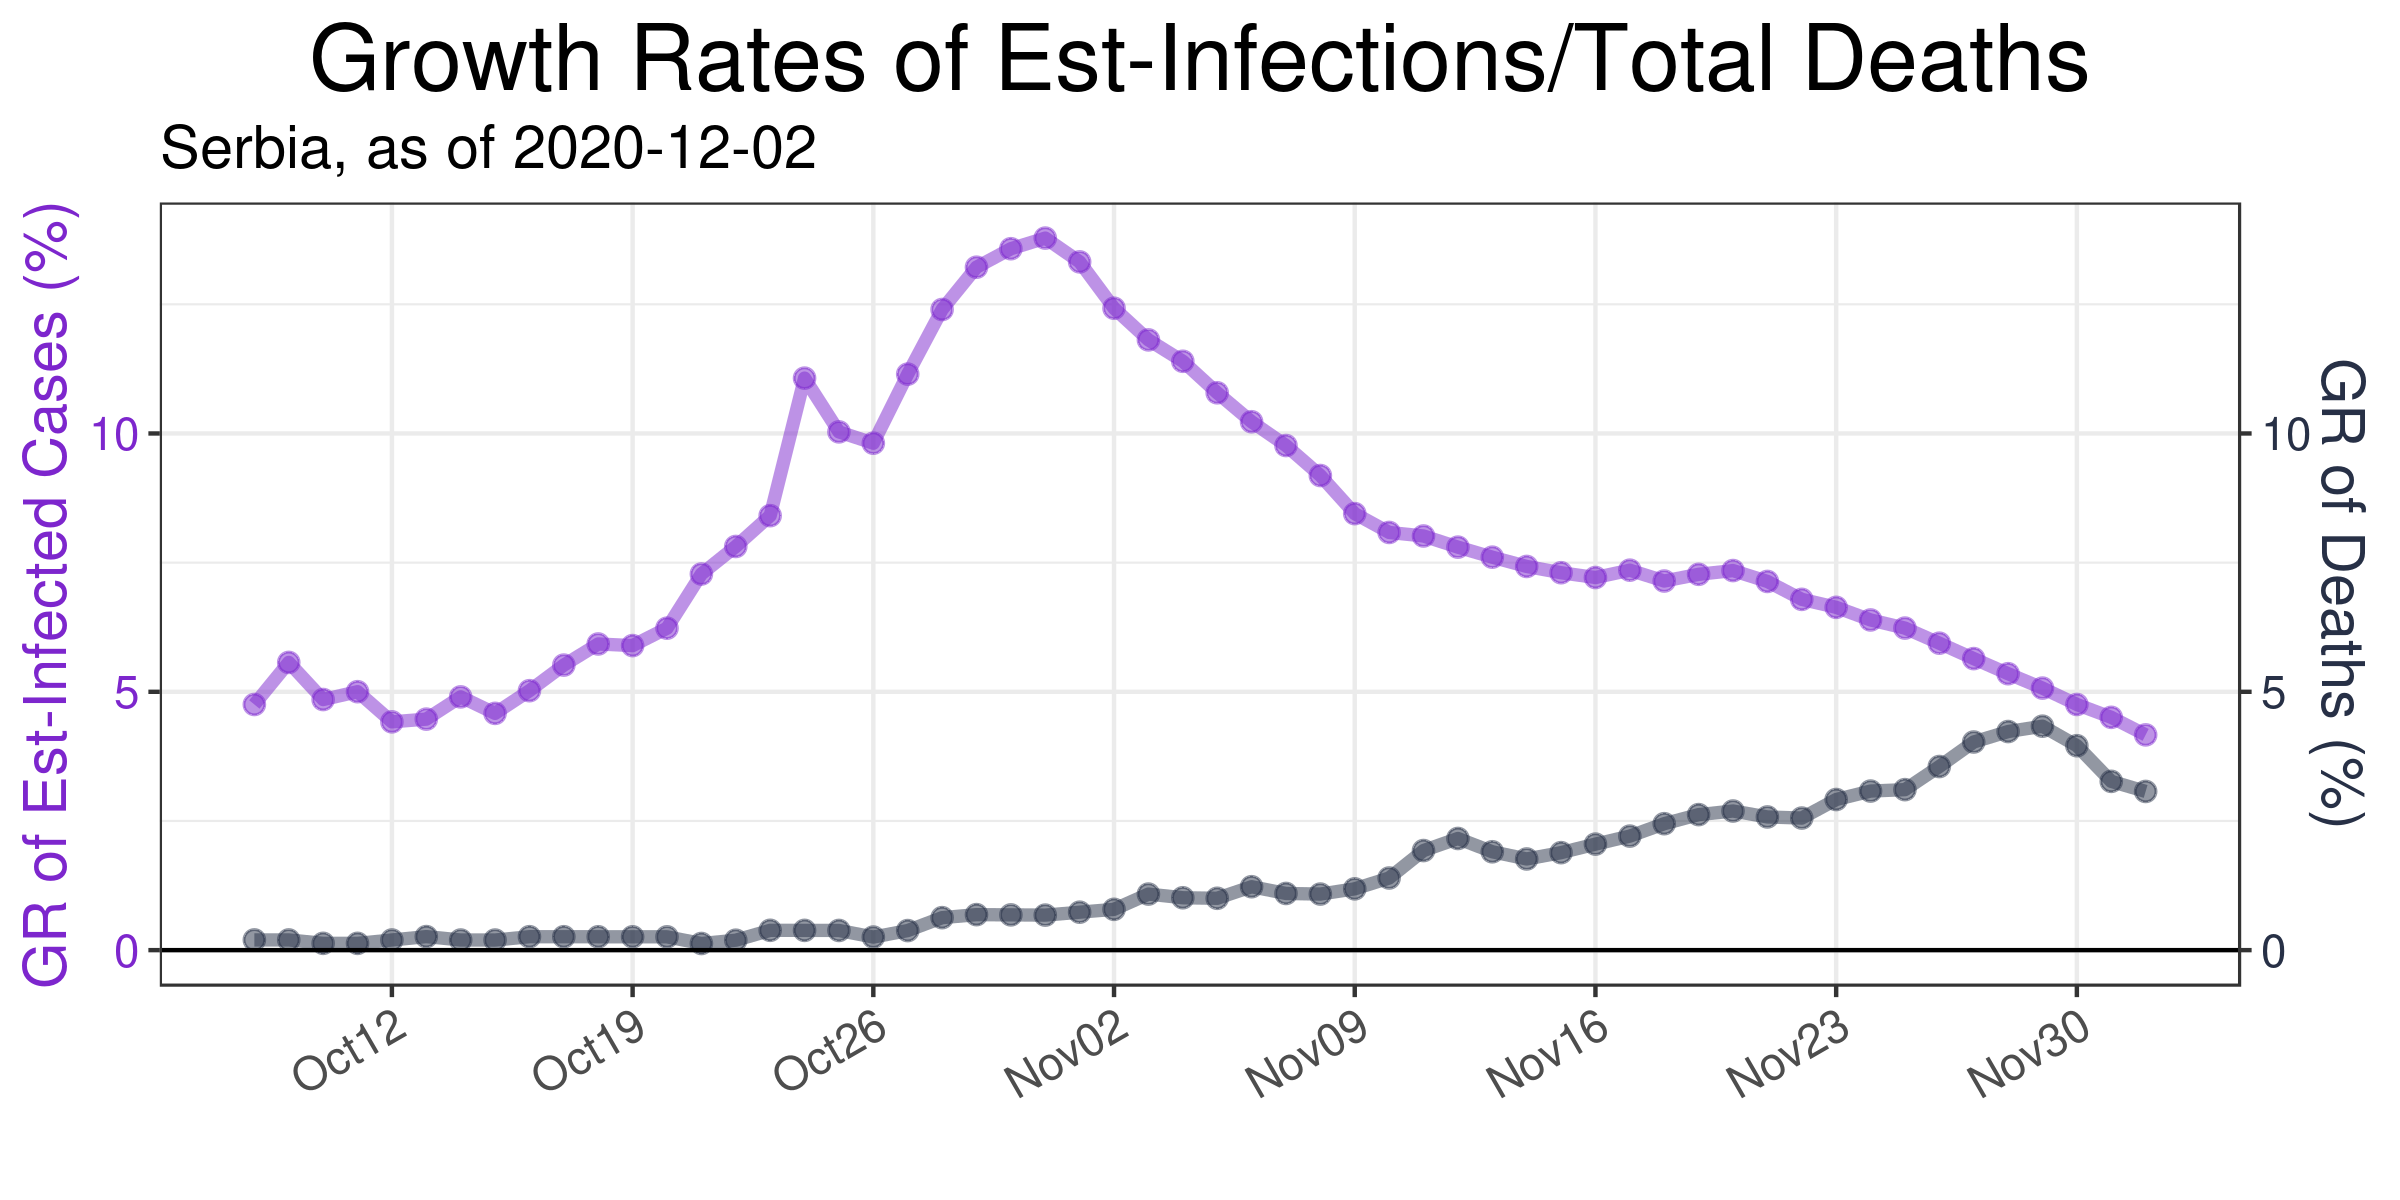 Growth Rates of Est-Infections/Total Deaths
Serbia, as of 2020-12-02
GR of Est-Infected Cases (%)
10
5
0
10
5
0
GR of Deaths (%)
Oct12
Oct19
Oct26
Nov02
Nov09
Nov16
Nov23
Nov30